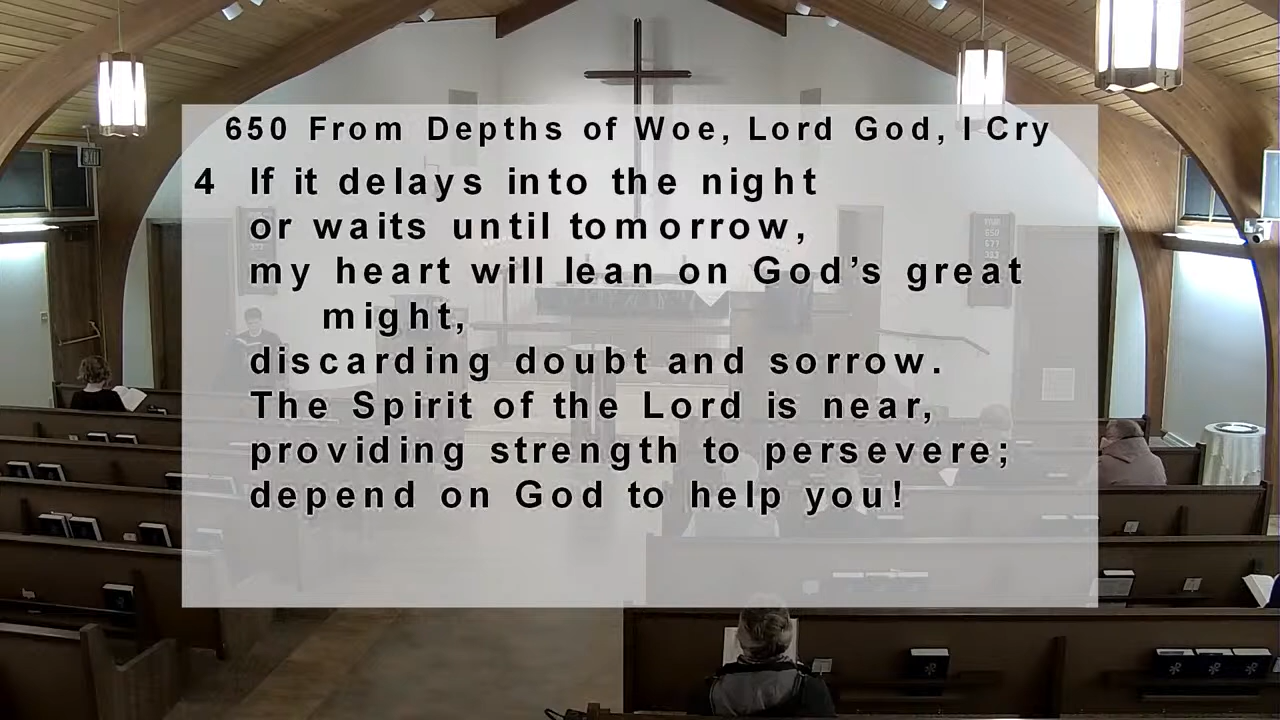 650 From Depths of Woe, Lord God, I Cry
4 If it delays into the night
or waits until tomorrow,
my heart will lean on God’s great
might,
discarding doubt and sorrow.
The Spirit of the Lord is near,
providing strength to persevere;
depend on God to help you!
650